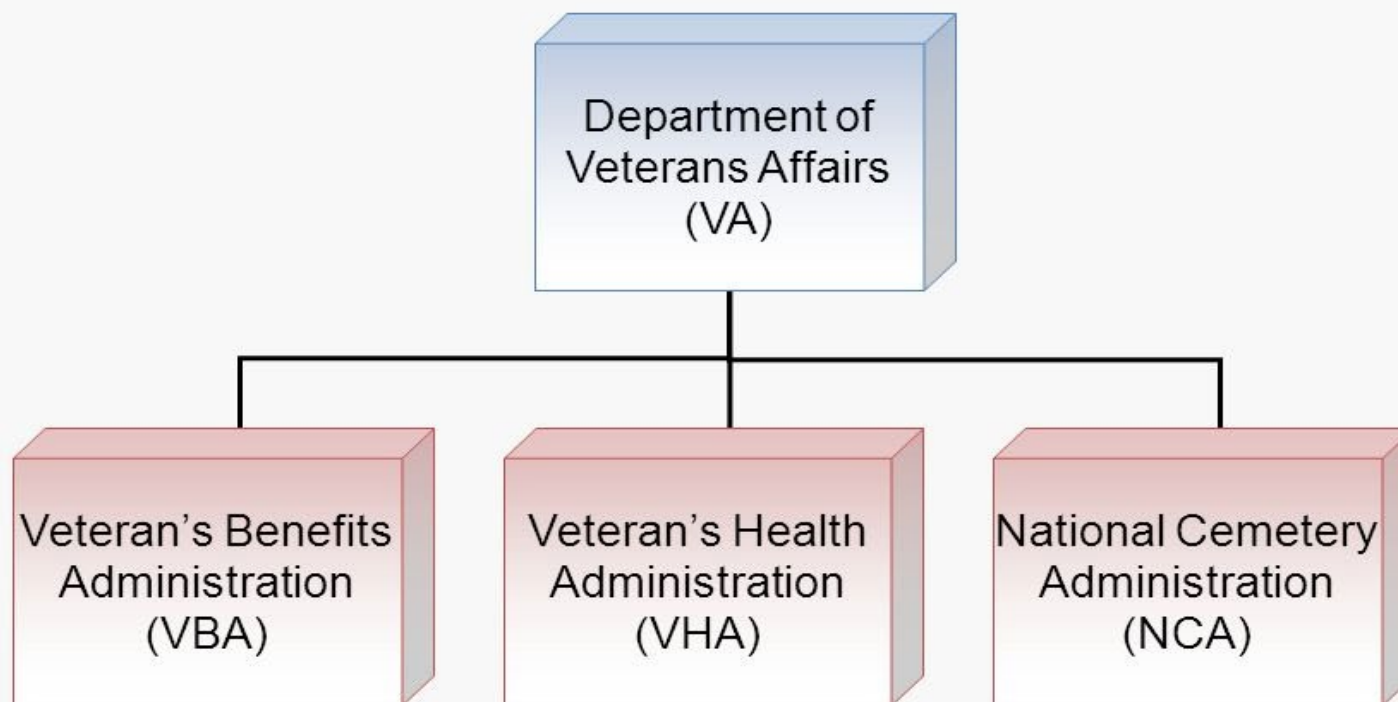 Department of
Veterans Affairs
(VA)
Veteran’s Benefits
Administration
(VBA)
Veteran’s Health
Administration
(VHA)
National Cemetery
Administration
(NCA)